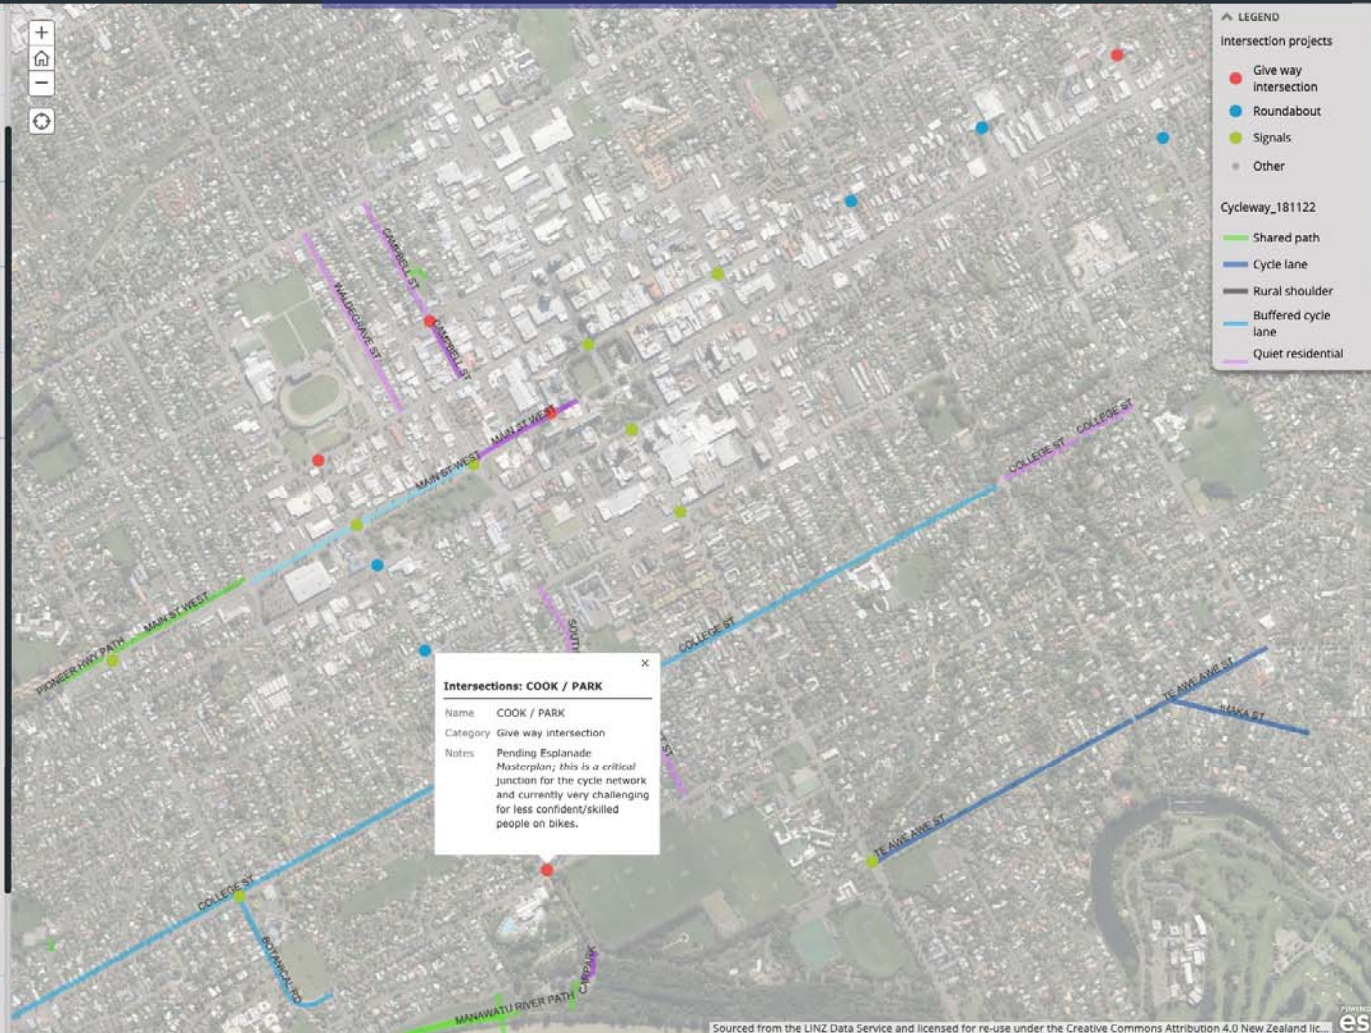 +
−
LEGEND
Intersection projects
Give way
intersection
Roundabout
Signals
Other
Cycleway_181122
Shared path
Cycle lane
Rural shoulder
Buffered cycle
lane
Quiet residential
CAMPBELL ST
CAMPBELL ST
WALDEGRAVE ST
MAIN ST WEST
MAIN ST WEST
COLLEGE ST
COLLEGE ST
MAIN ST WEST
PIONEER HWY PATH
SOUTH
COLLEGE ST
×
Intersections: COOK / PARK
Name COOK / PARK
Category Give way intersection
Notes Pending Esplanade
Masterplan; this is a critical
junction for the cycle network
and currently very challenging
for less confident/skilled
people on bikes.
TE AWE AWE ST
IHAKA ST
TE AWE AWE ST
COLLEGE ST
BOTANICAL RD
CARPARK
MANAWATU RIVER PATH
Sourced from the LINZ Data Service and licensed for re-use under the Creative Commons Attribution 4.0 New Zealand lic...